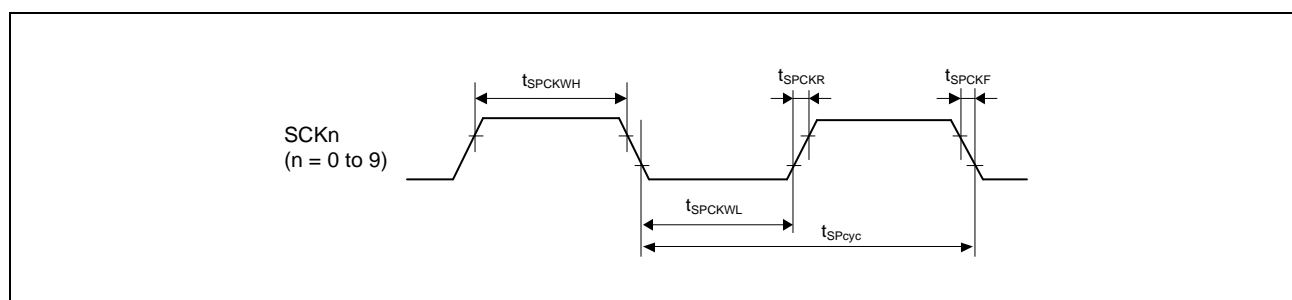 tSPCKWH
tSPCKR
tSPCKF
SCKn
(n = 0 to 9)
tSPCKWL
tSPcyc